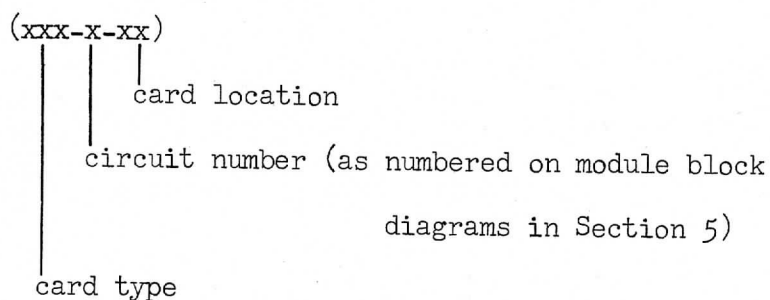 (xxx-x-xx)
card location
circuit number (as numbered on module block
diagrams in Section 5)
card type